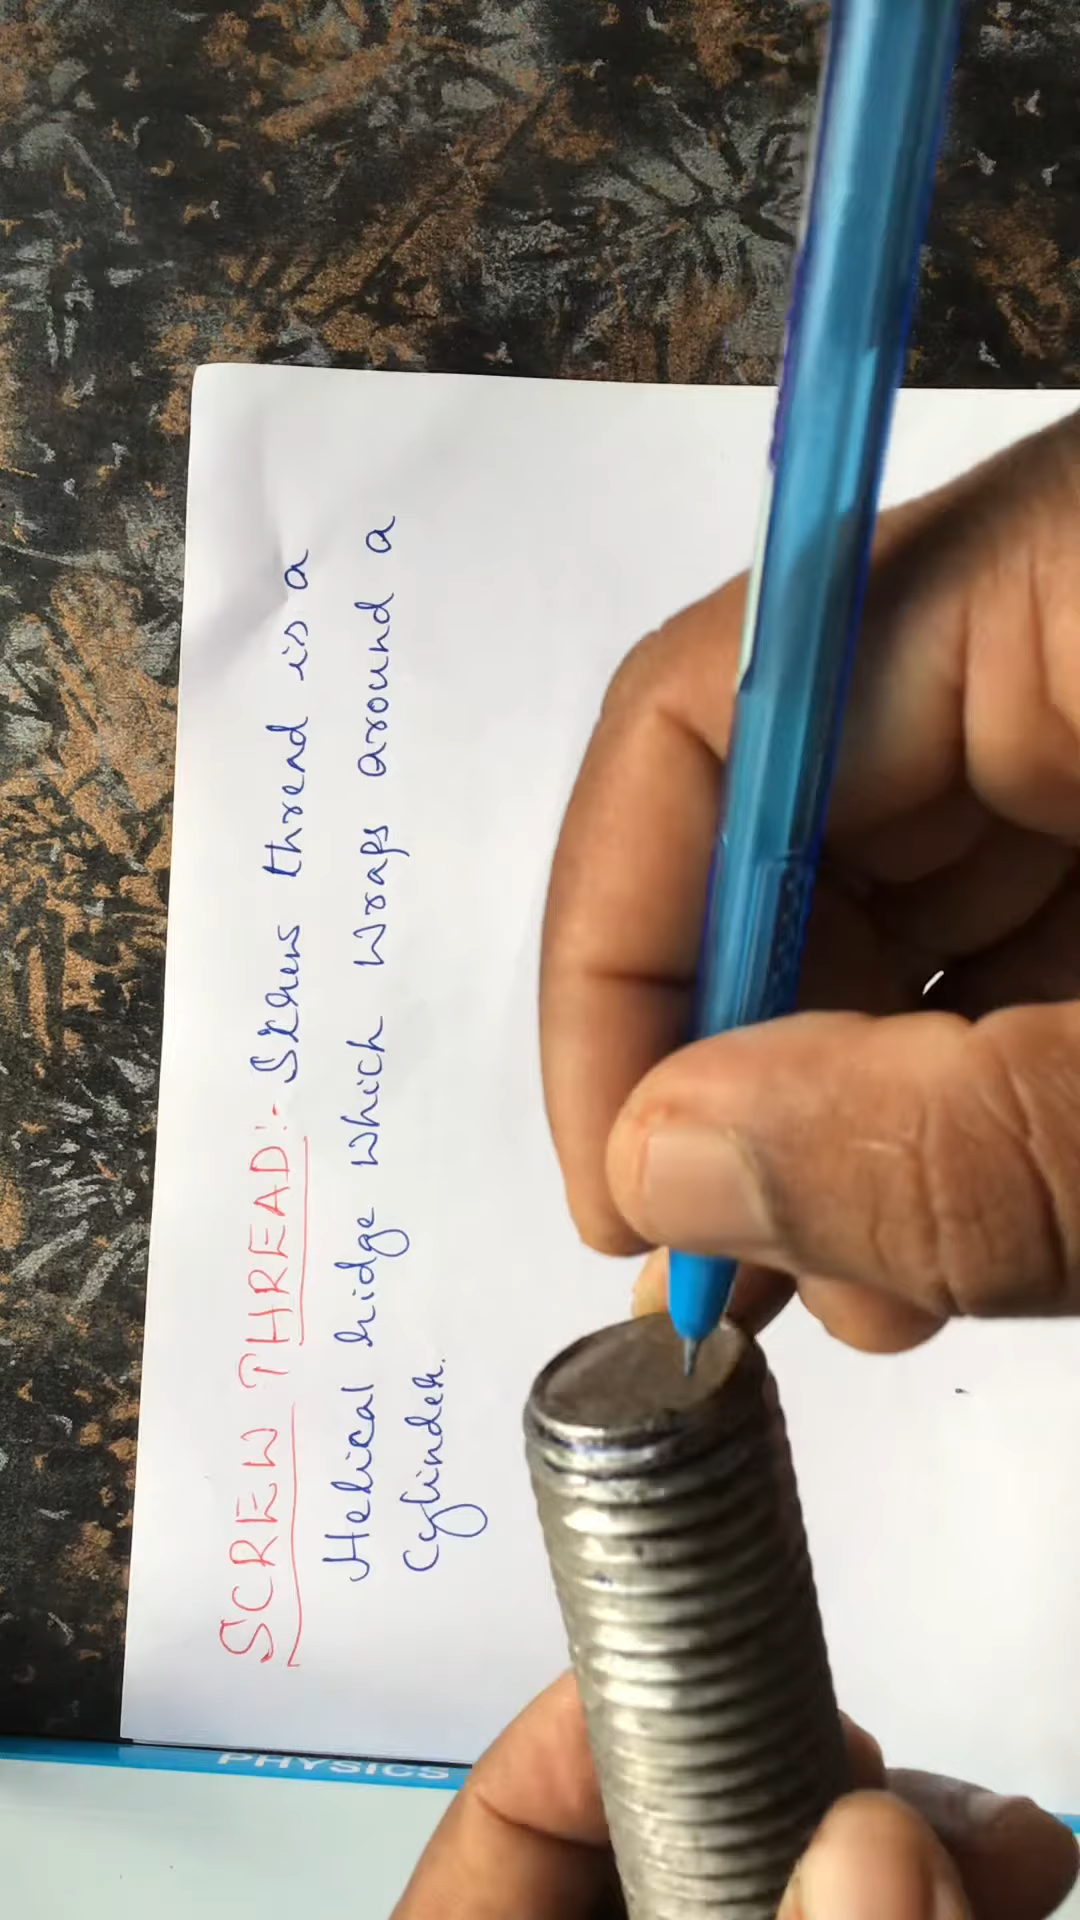 SCREW THREAD:- Screw thread is a
Helical ridge which wraps around a
Cylinder.
PHYSICS